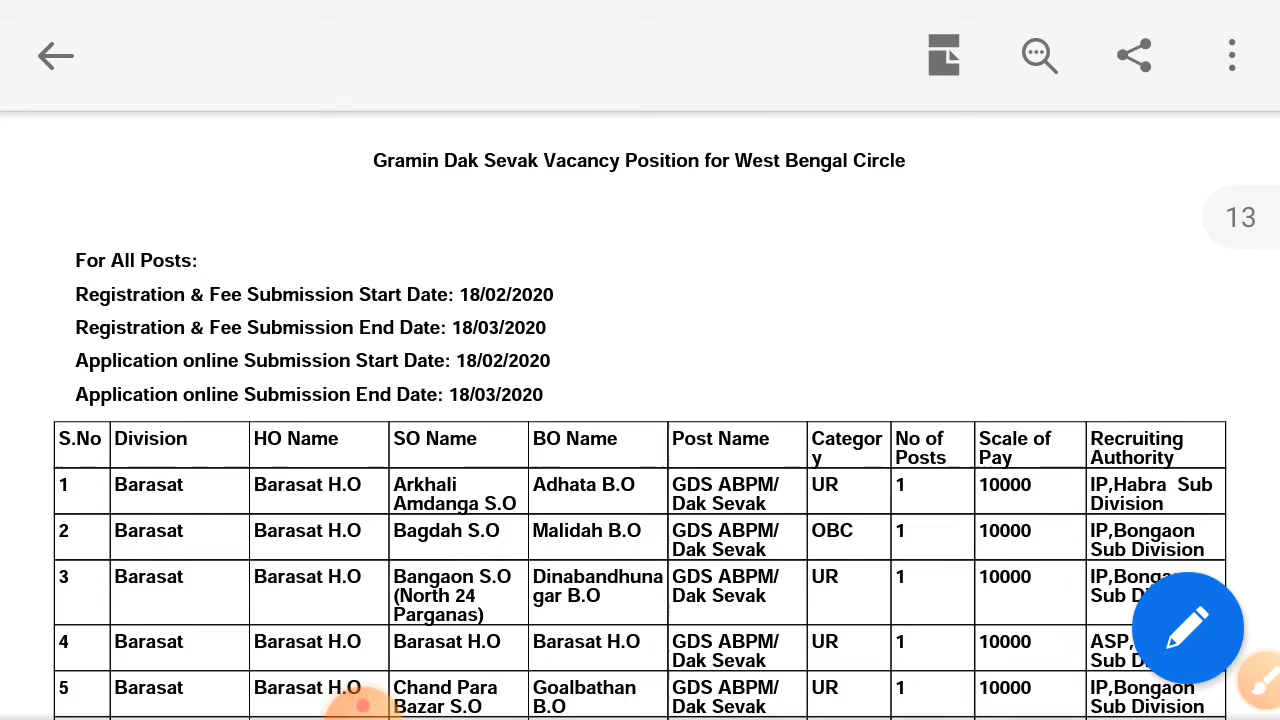 Gramin Dak Sevak Vacancy Position for West Bengal Circle
13
For All Posts:
Registration & Fee Submission Start Date: 18/02/2020
Registration & Fee Submission End Date: 18/03/2020
Application online Submission Start Date: 18/02/2020
Application online Submission End Date: 18/03/2020
S.No Division HO Name SO Name BO Name Post Name Categor No of Scale of Recruiting
y Posts Pay Authority
1 Barasat Barasat H.O Arkhali Adhata B.O GDS ABPM/ UR 1 10000 IP,Habra Sub
Amdanga S.O Dak Sevak Division
2 Barasat Barasat H.O Bagdah S.O Malidah B.O GDS ABPM/ OBC 1 10000 IP,Bongaon
Dak Sevak Sub Division
3 Barasat Barasat H.O Bangaon S.O Dinabandhuna GDS ABPM/ UR 1 10000
(North 24 gar B.O Dak Sevak Sub
Parganas)
4 Barasat Barasat H.O Barasat H.O Barasat H.O GDS ABPM/ UR 1 10000 ASP,
Dak Sevak Sub
5 Barasat Barasat H.O Chand Para Goalbathan GDS ABPM/ UR 1 10000 IP,Bongaon
Bazar S.O B.O Dak Sevak Sub Division